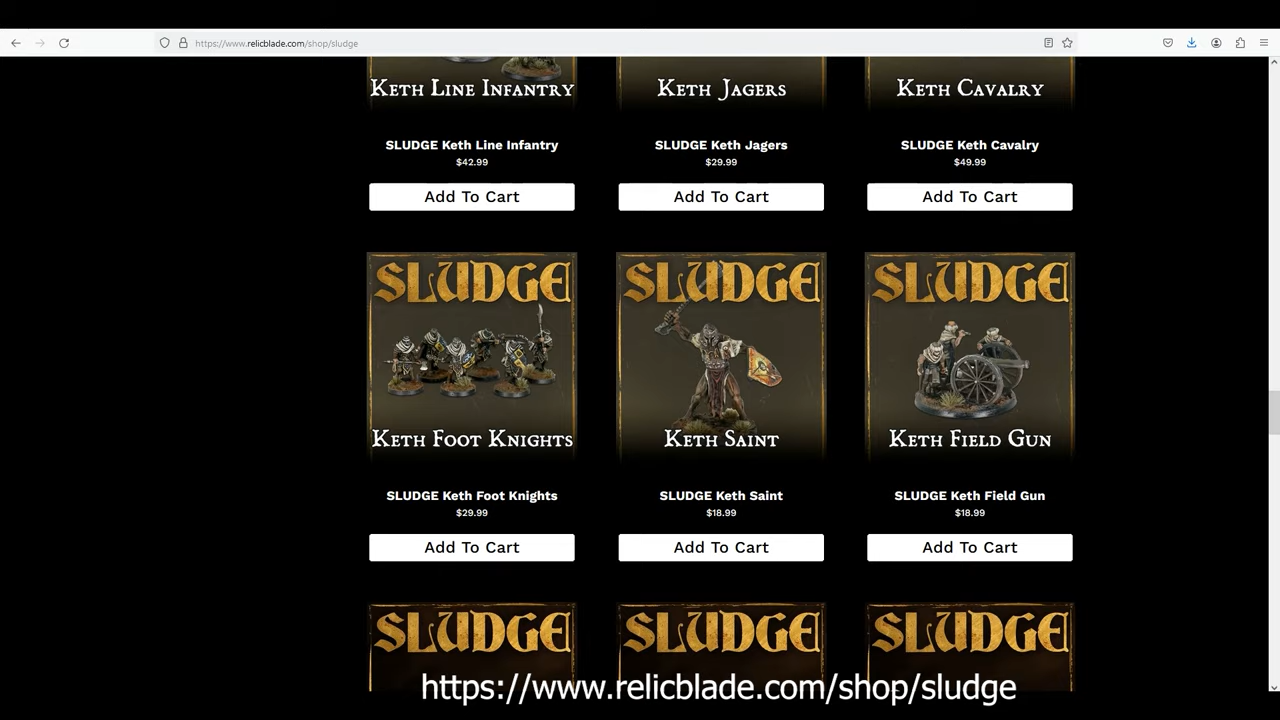 https://www.relicblade.com/shop/sludge
KETH LINE INFANTRY
KETH JAGERS
KETH CAVALRY
SLUDGE Keth Line Infantry
SLUDGE Keth Jagers
SLUDGE Keth Cavalry
$42.99
$29.99
$49.99
Add To Cart
Add To Cart
Add To Cart
SLUDGE
SLUDGE
SLUDGE
KETH FOOT KNIGHTS
KETH SAINT
KETH FIELD GUN
SLUDGE Keth Foot Knights
SLUDGE Keth Saint
SLUDGE Keth Field Gun
$29.99
$18.99
$18.99
Add To Cart
Add To Cart
Add To Cart
SLUDGE
SLUDGE
SLUDGE
https://www.relicblade.com/shop/sludge